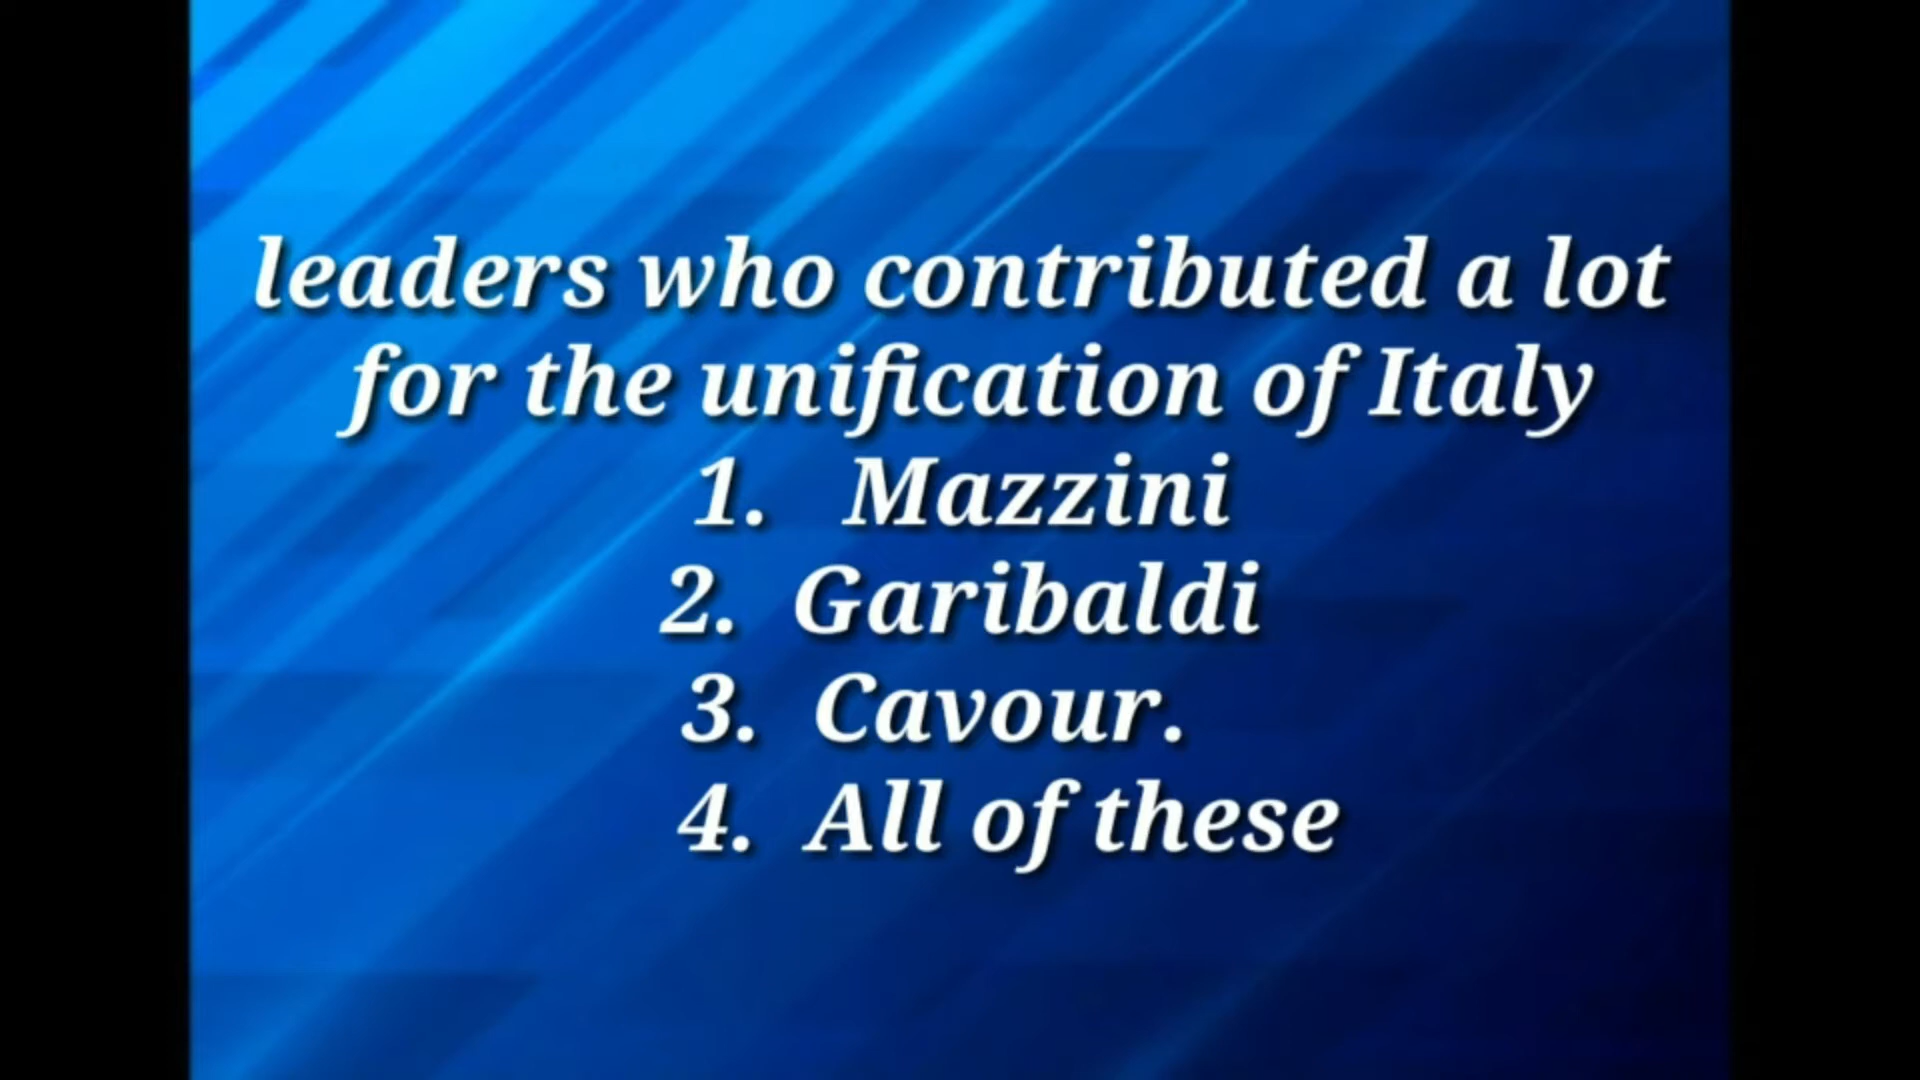 leaders who contributed a lot
for the unification of Italy
1. Mazzini
2. Garibaldi
3. Cavour.
4. All of these